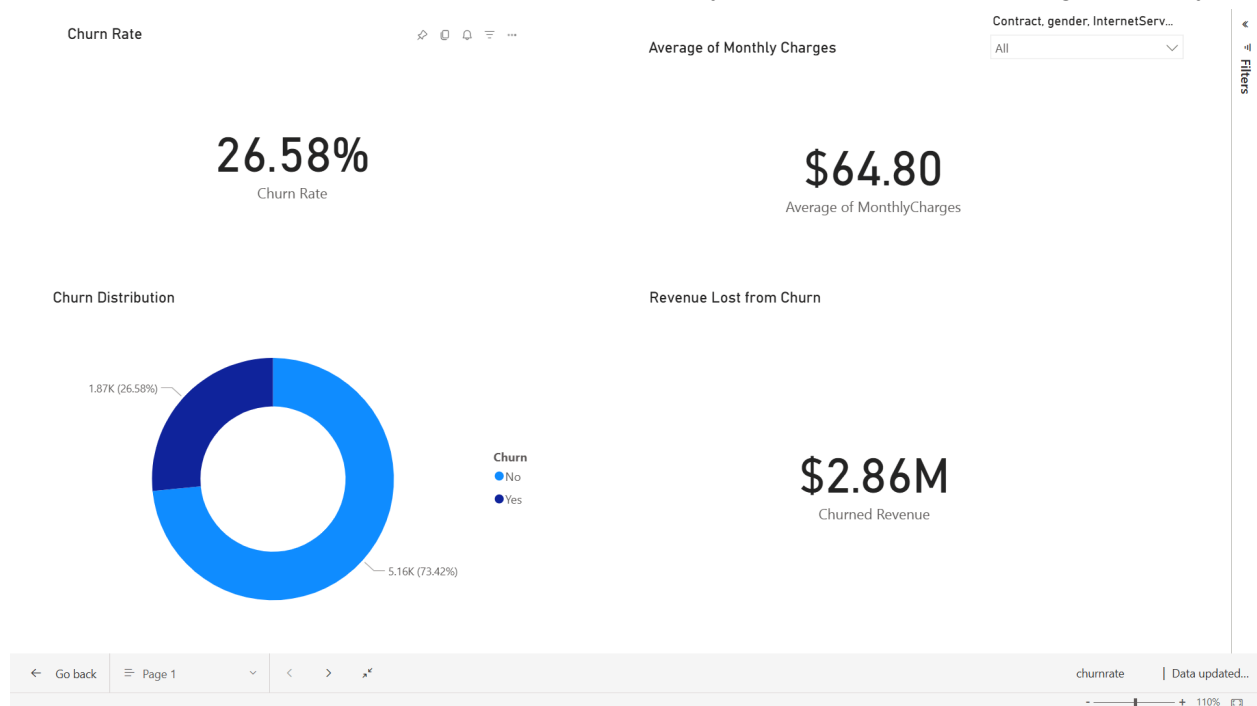 Churn Rate
26.58%
Churn Rate
Average of Monthly Charges
Contract, gender, InternetServ...
All
$64.80
Average of MonthlyCharges
Filters
Churn Distribution
1.87K (26.58%)
5.16K (73.42%)
Churn
No
Yes
Revenue Lost from Churn
$2.86M
Churned Revenue
Go back
Page 1
churnrate | Data updated...
- + 110%